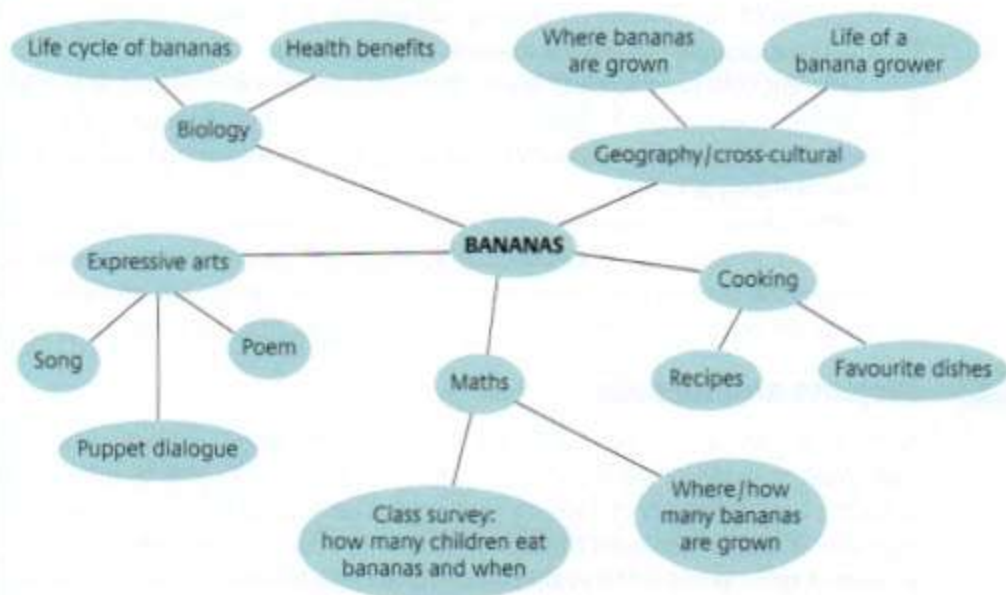 Life cycle of bananas
Health benefits
Where bananas
are grown
Life of a
banana grower
Biology
Geography/cross-cultural
BANANAS
Expressive arts
Cooking
Song
Poem
Maths
Recipes
Favourite dishes
Puppet dialogue
Class survey:
how many children eat
bananas and when
Where/how
many bananas
are grown